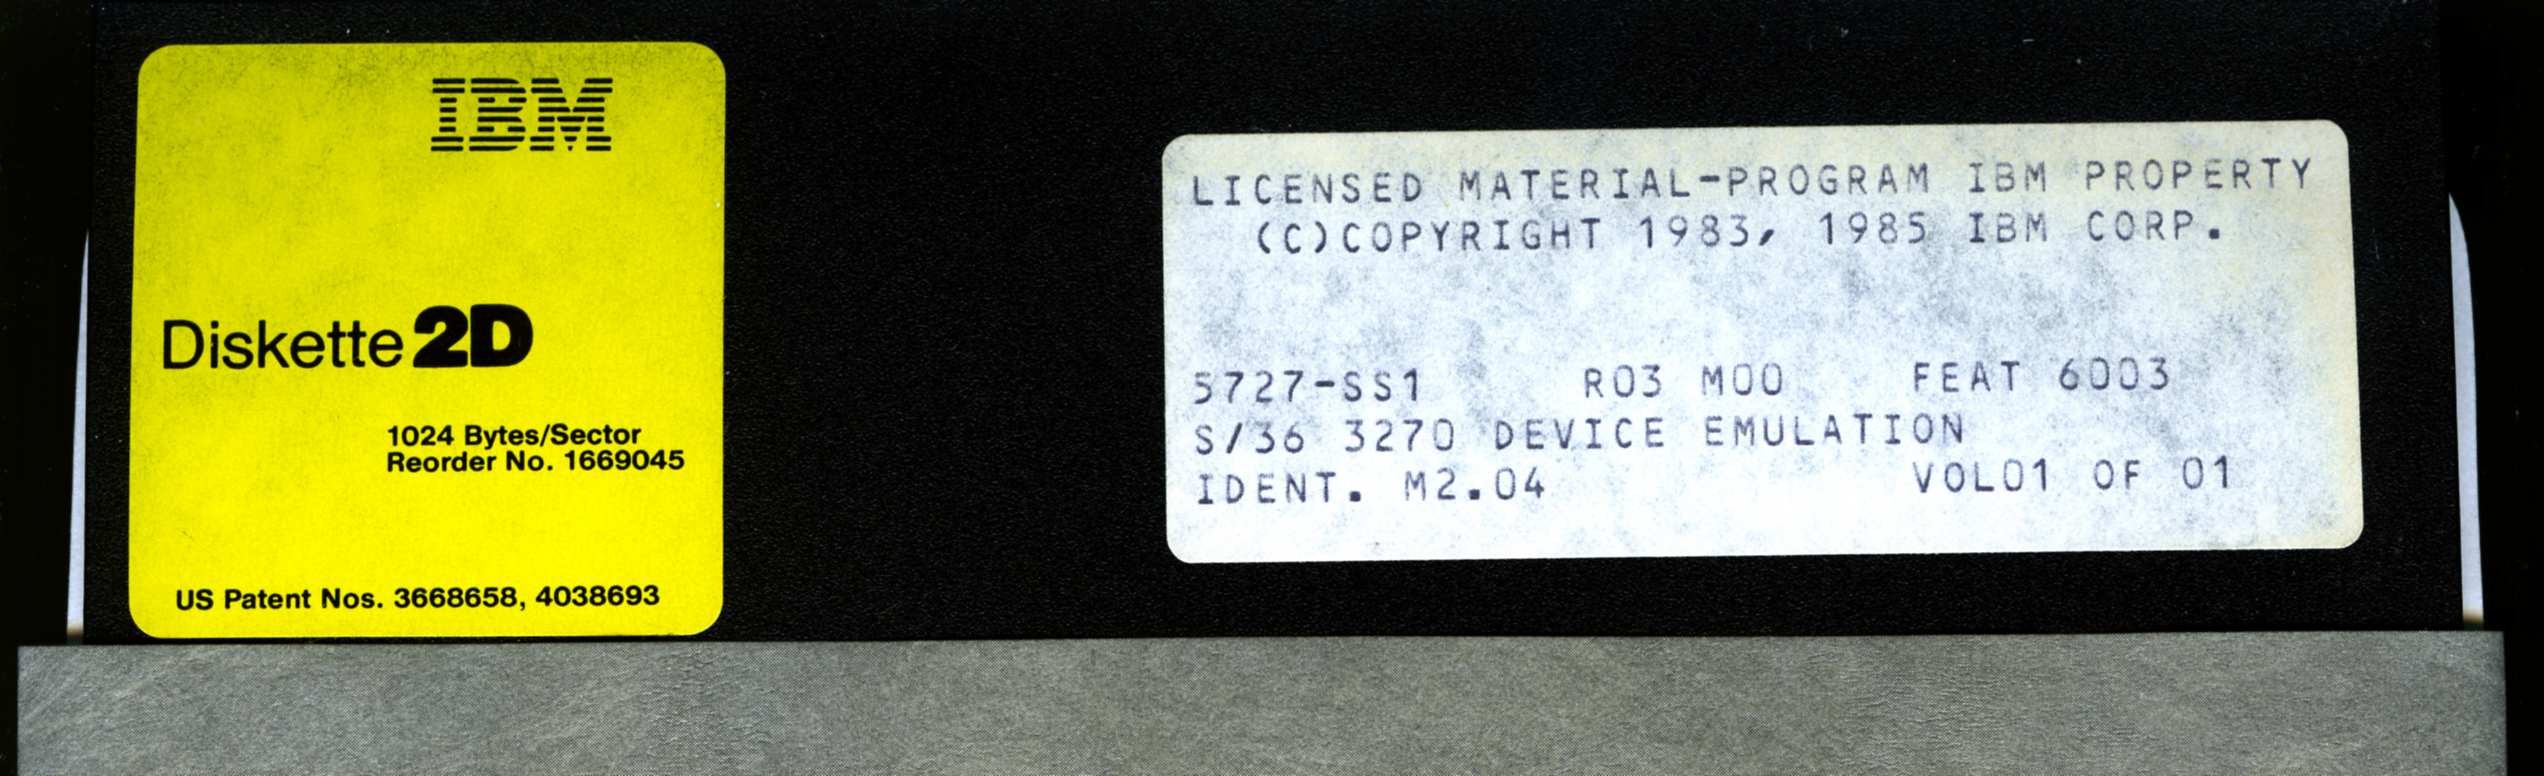 IBM
Diskette 2D
1024 Bytes/Sector
Reorder No. 1669045
US Patent Nos. 3668658, 4038693
LICENSED MATERIAL-PROGRAM IBM PROPERTY
(C)COPYRIGHT 1983, 1985 IBM CORP.
5727-SS1 R03 M00 FEAT 6003
S/36 3270 DEVICE EMULATION
IDENT. M2.04 VOL01 OF 01